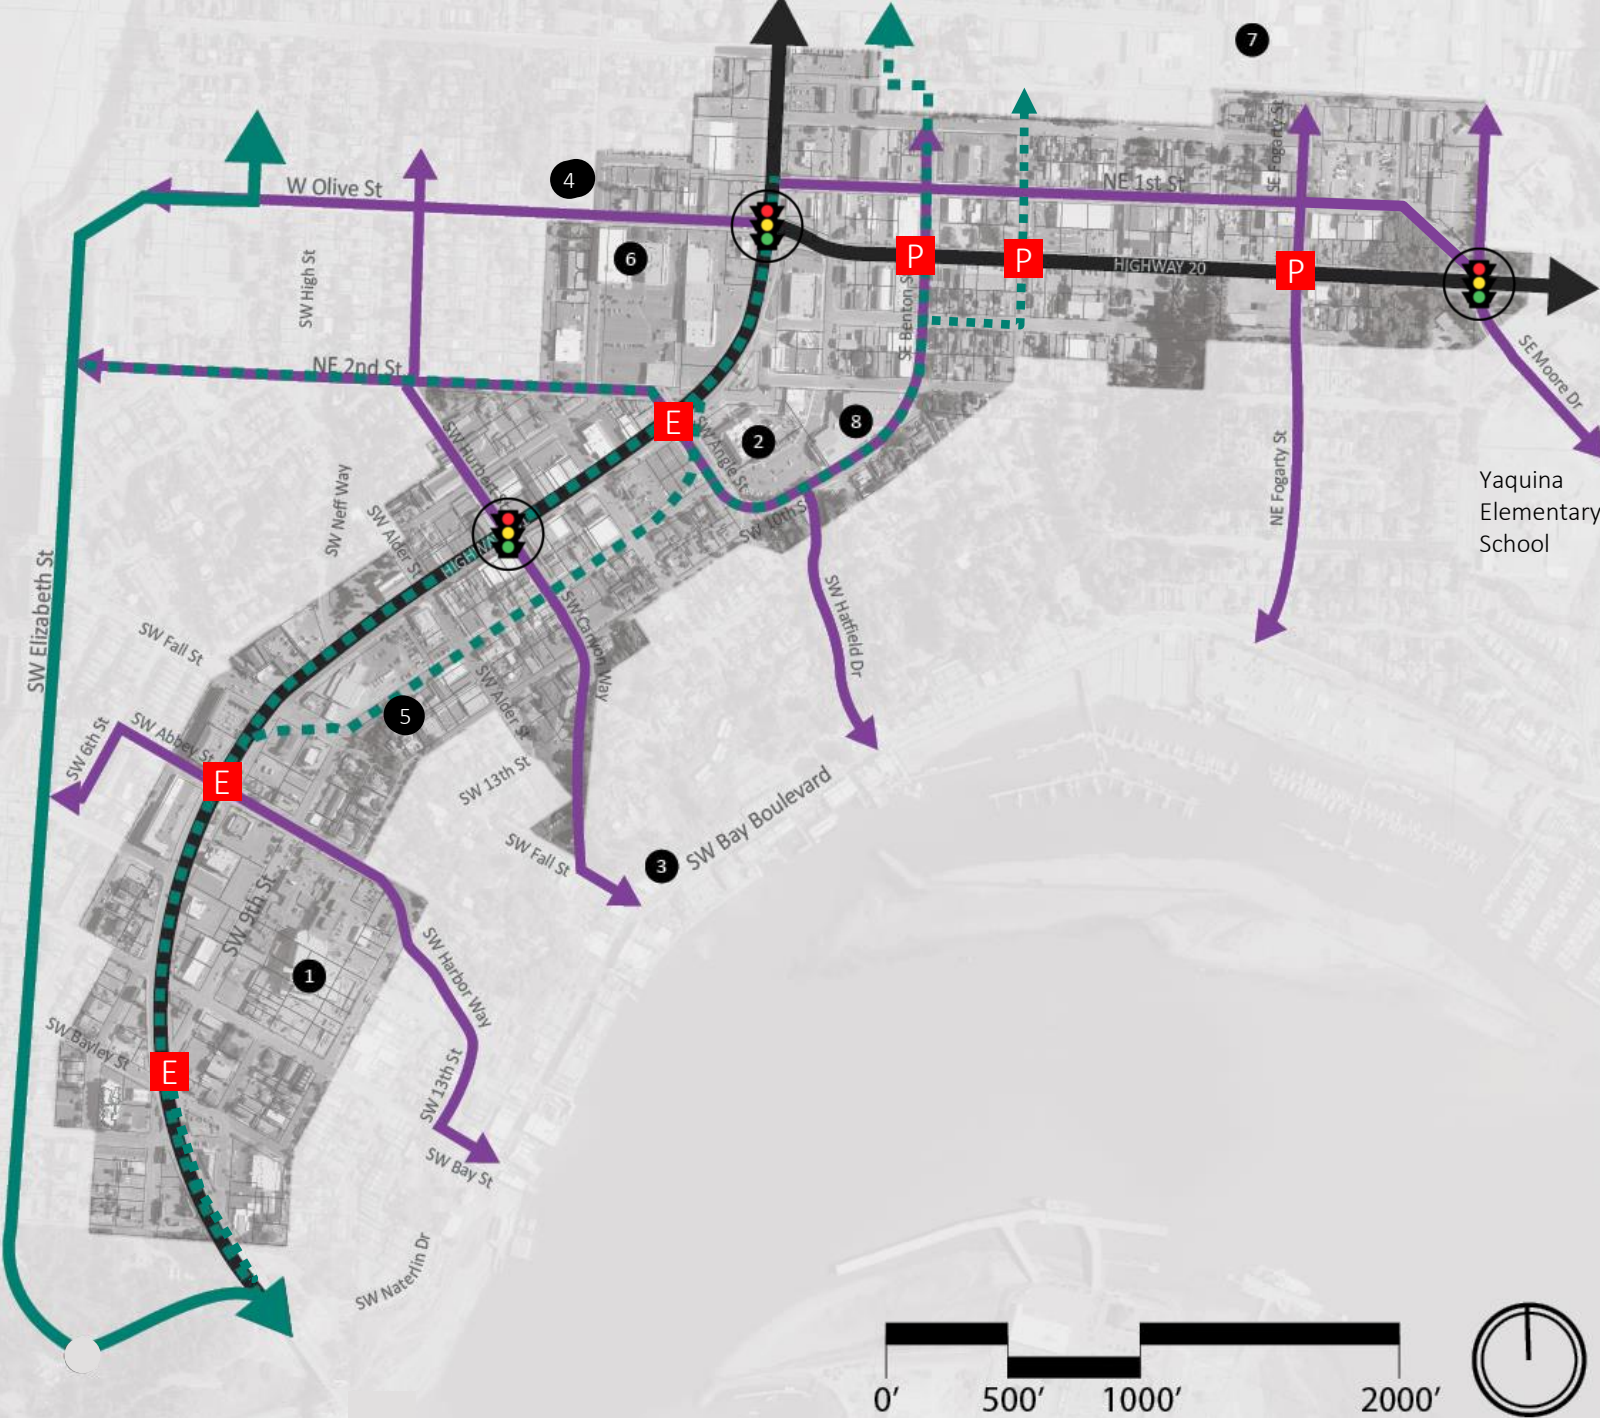 7
W Olive St
4
NE 1st St
SE Fogarty St
6
P
P
P
HIGHWAY 20
SW High St
SE Benton S
NE 2nd St
SE Moore Dr
E
SW Angle St
2
8
SW Hurbert
Yaquina
Elementary
School
NE Fogarty St
SW Neff Way
SW Alder St
SW 10th S
HIGHWA
SW Elizabeth St
SW Fall St
SW Canyon Way
SW Hatfield Dr
SW Alder St
5
SW 6th St
SW Abbey St
E
SW 13th St
SW Bay Boulevard
SW Fall St
3
SW 9th St
1
SW Harbor Way
SW Bayley St
E
SW 13th St
SW Bay St
SW Naterlin Dr
0' 500' 1000' 2000'